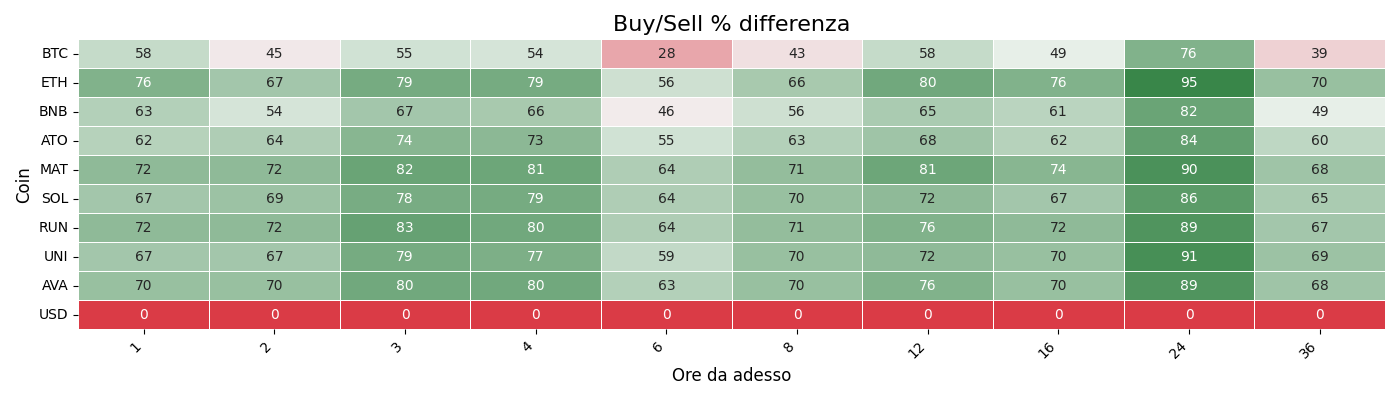 Buy/Sell % differenza
Coin
BTC 58 45 55 54 28 43 58 49 76 39
ETH 76 67 79 79 56 66 80 76 95 70
BNB 63 54 67 66 46 56 65 61 82 49
ATO 62 64 74 73 55 63 68 62 84 60
MAT 72 72 82 81 64 71 81 74 90 68
SOL 67 69 78 79 64 70 72 67 86 65
RUN 72 72 83 80 64 71 76 72 89 67
UNI 67 67 79 77 59 70 72 70 91 69
AVA 70 70 80 80 63 70 76 70 89 68
USD 0 0 0 0 0 0 0 0 0 0
1 2 3 4 6 8 12 16 24 36
Ore da adesso